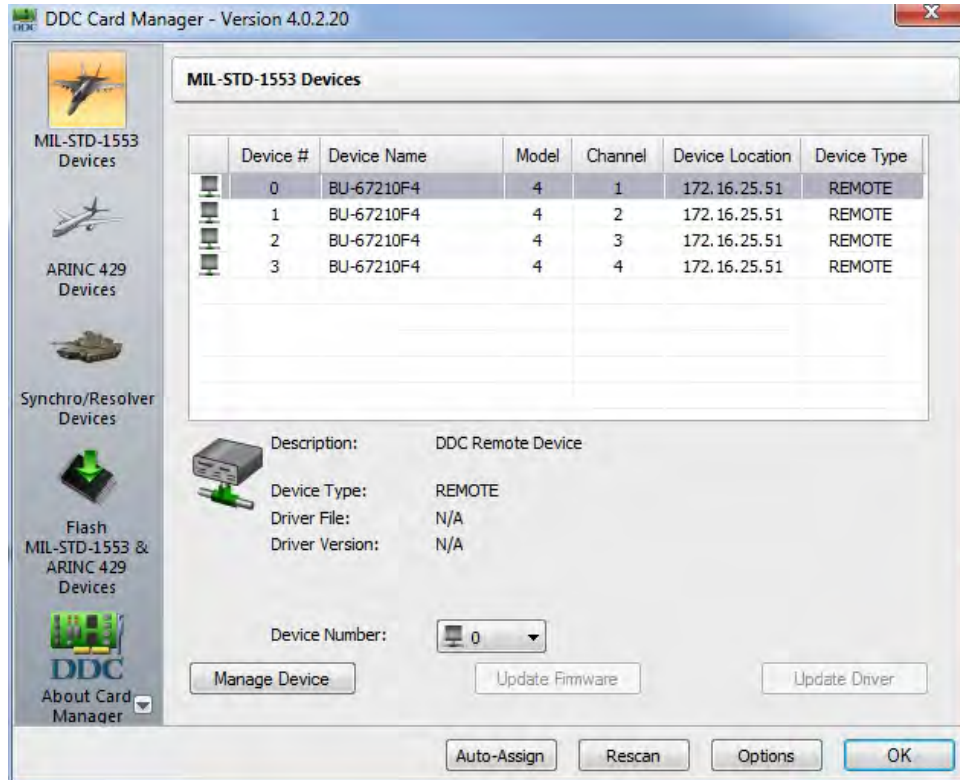 DDC Card Manager - Version 4.0.2.20
MIL-STD-1553
Devices
ARINC 429
Devices
Synchro/Resolver
Devices
Flash
MIL-STD-1553 &
ARINC 429
Devices
DDC
About Card
Manager
MIL-STD-1553 Devices
Device # Device Name Model Channel Device Location Device Type
0 BU-67210F4 4 1 172.16.25.51 REMOTE
1 BU-67210F4 4 2 172.16.25.51 REMOTE
2 BU-67210F4 4 3 172.16.25.51 REMOTE
3 BU-67210F4 4 4 172.16.25.51 REMOTE
Description: DDC Remote Device
Device Type: REMOTE
Driver File: N/A
Driver Version: N/A
Device Number: 0
Manage Device Update Firmware Update Driver
Auto-Assign Rescan Options OK